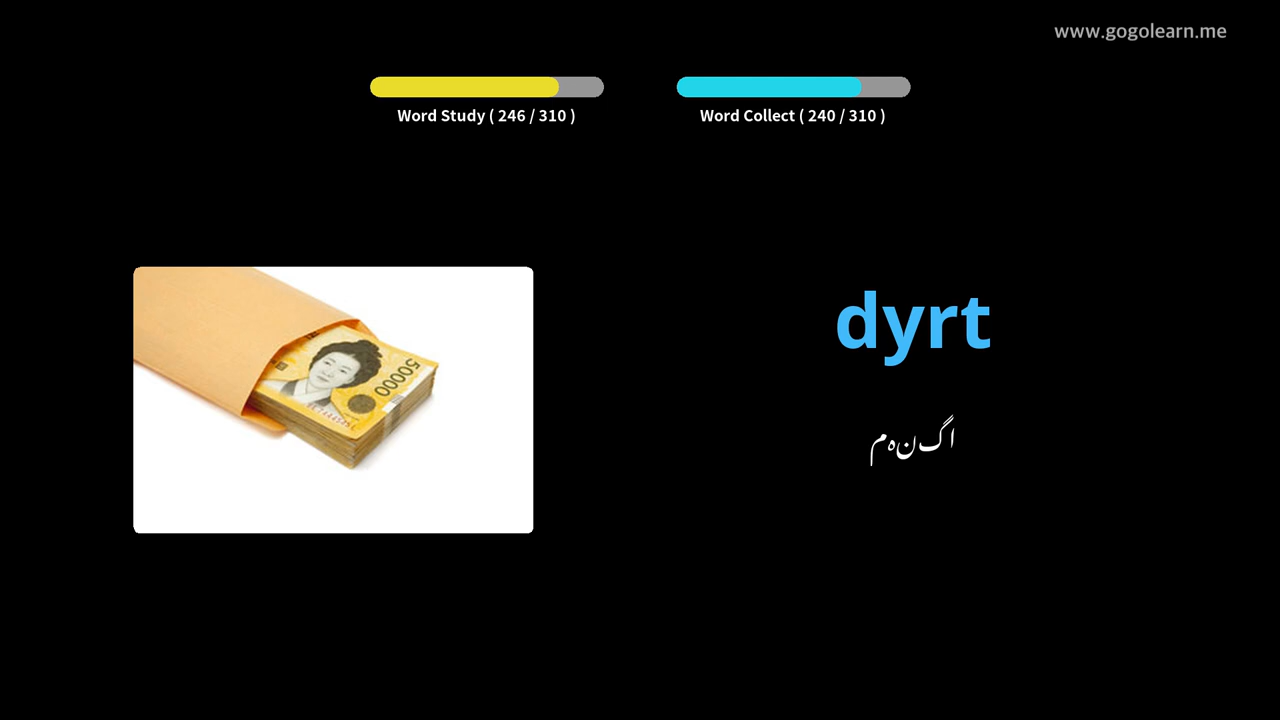 www.gogolearn.me
Word Study ( 246 / 310 )
Word Collect ( 240 / 310 )
50000
dyrt
اگنہم